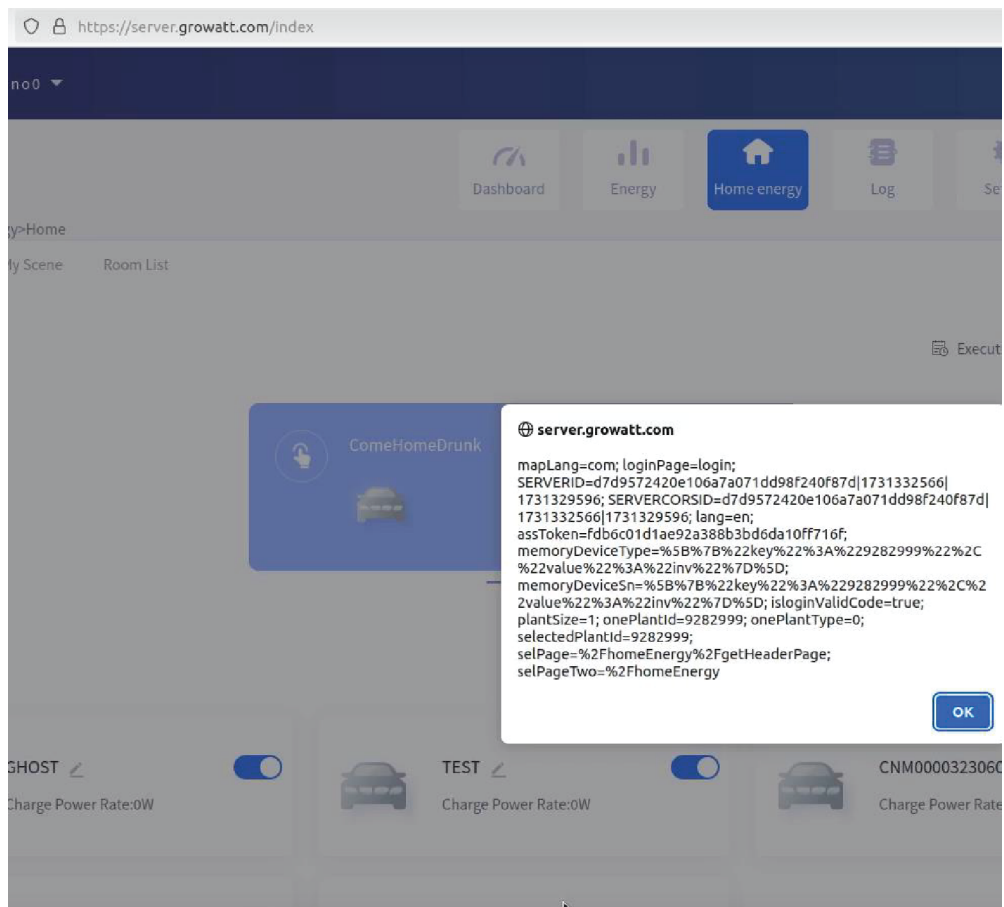 https://server.growatt.com/index
no0
Dashboard
Energy
Home energy
Log
Se
gy>Home
My Scene Room List
Execut
ComeHomeDrunk
server.growatt.com
mapLang=com; loginPage=login;
SERVERID=d7d9572420e106a7a071dd98f240f87d|1731332566|
1731329596; SERVERCORSID=d7d9572420e106a7a071dd98f240f87d|
1731332566|1731329596; lang=en;
assToken=fdb6c01d1ae92a388b3bd6da10ff716f;
memoryDeviceType=%5B%7B%22key%22%3A%229282999%22%2C
%22value%22%3A%22inv%22%7D%5D;
memoryDeviceSn=%5B%7B%22key%22%3A%229282999%22%2C%2
2value%22%3A%22inv%22%7D%5D; isloginValidCode=true;
plantSize=1; onePlantId=9282999; onePlantType=0;
selectedPlantId=9282999;
selPage=%2FhomeEnergy%2FgetHeaderPage;
selPageTwo=%2FhomeEnergy
OK
GHOST
Charge Power Rate:0W
TEST
Charge Power Rate:0W
CNM000032306
Charge Power Rate